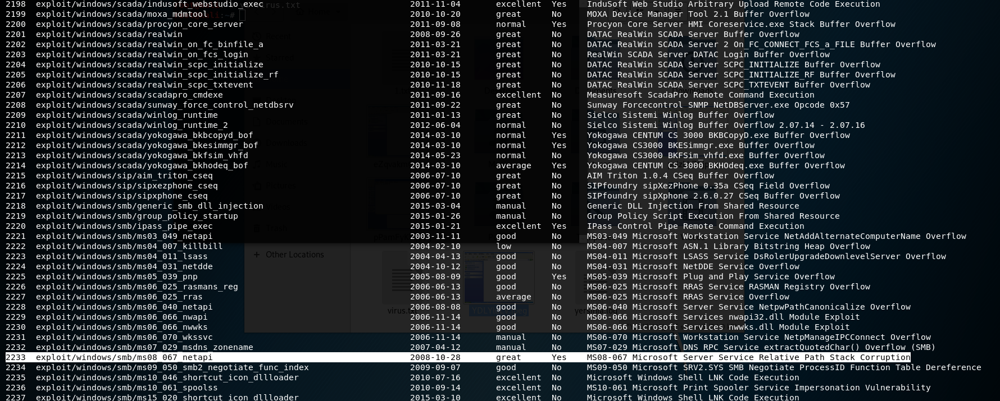 2198 exploit/windows/scada/indusoft_webstudio_exec 2011-11-04 excellent Yes InduSoft Web Studio Arbitrary Upload Remote Code Execution
2199 exploit/windows/scada/moxa_mdmtool 2010-10-20 great No MOXA Device Manager Tool 2.1 Buffer Overflow
2200 exploit/windows/scada/procyon_core_server 2011-09-08 normal Yes Procyon Core Server HMI Coreservice.exe Stack Buffer Overflow
2201 exploit/windows/scada/realwin 2008-09-26 great No DATAC RealWin SCADA Server Buffer Overflow
2202 exploit/windows/scada/realwin_on_fc_binfile_a 2011-03-21 great No DATAC RealWin SCADA Server 2 On_FC_CONNECT_FCS_a_FILE Buffer Overflow
2203 exploit/windows/scada/realwin_on_fcs_login 2011-03-21 great No RealWin SCADA Server DATAC Login Buffer Overflow
2204 exploit/windows/scada/realwin_scpc_initialize 2010-10-15 great No DATAC RealWin SCADA Server SCPC_INITIALIZE Buffer Overflow
2205 exploit/windows/scada/realwin_scpc_initialize_rf 2010-10-15 great No DATAC RealWin SCADA Server SCPC_INITIALIZE_RF Buffer Overflow
2206 exploit/windows/scada/realwin_scpc_txtevent 2010-11-18 great No DATAC RealWin SCADA Server SCPC_TXTEVENT Buffer Overflow
2207 exploit/windows/scada/scadapro_cmdexe 2011-09-16 excellent No Measuresoft ScadaPro Remote Command Execution
2208 exploit/windows/scada/sunway_force_control_netdbsrv 2011-09-22 great No Sunway Forcecontrol SNMP NetDBServer.exe Opcode 0x57
2209 exploit/windows/scada/winlog_runtime 2011-01-13 great No Sielco Sistemi Winlog Buffer Overflow
2210 exploit/windows/scada/winlog_runtime_2 2012-06-04 normal No Sielco Sistemi Winlog Buffer Overflow 2.07.14 - 2.07.16
2211 exploit/windows/scada/yokogawa_bkbcopyd_bof 2014-03-10 normal Yes Yokogawa CENTUM CS 3000 BKBCopyD.exe Buffer Overflow
2212 exploit/windows/scada/yokogawa_bkesimmgr_bof 2014-03-10 normal Yes Yokogawa CS3000 BKESimmgr.exe Buffer Overflow
2213 exploit/windows/scada/yokogawa_bkfsim_vhfd 2014-05-23 normal No Yokogawa CS3000 BKFSim_vhfd.exe Buffer Overflow
2214 exploit/windows/scada/yokogawa_bkhodeq_bof 2014-03-10 average Yes Yokogawa CENTUM CS 3000 BKHOdeq.exe Buffer Overflow
2215 exploit/windows/sip/aim_triton_cseq 2006-07-10 great No AIM Triton 1.0.4 CSeq Buffer Overflow
2216 exploit/windows/sip/sipxezphone_cseq 2006-07-10 great No SIPfoundry sipXezPhone 0.35a CSeq Field Overflow
2217 exploit/windows/sip/sipxphone_cseq 2006-07-10 great No SIPfoundry sipXphone 2.6.0.27 CSeq Buffer Overflow
2218 exploit/windows/smb/generic_smb_dll_injection 2015-03-04 manual No Generic DLL Injection From Shared Resource
2219 exploit/windows/smb/group_policy_startup 2015-01-26 manual No Group Policy Script Execution From Shared Resource
2220 exploit/windows/smb/ipass_pipe_exec 2015-01-21 excellent Yes IPass Control Pipe Remote Command Execution
2221 exploit/windows/smb/ms03_049_netapi 2003-11-11 good No MS03-049 Microsoft Workstation Service NetAddAlternateComputerName Overflow
2222 exploit/windows/smb/ms04_007_killbill 2004-02-10 low No MS04-007 Microsoft ASN.1 Library Bitstring Heap Overflow
2223 exploit/windows/smb/ms04_011_lsass 2004-04-13 good No MS04-011 Microsoft LSASS Service DsRolerUpgradeDownlevelServer Overflow
+ Other Locations
2224 exploit/windows/smb/ms04_031_netdde 2004-10-12 good No MS04-031 Microsoft NetDDE Service Overflow
2225 exploit/windows/smb/ms05_039_pnp 2005-08-09 good Yes MS05-039 Microsoft Plug and Play Service Overflow
2226 exploit/windows/smb/ms06_025_rasmans_reg 2006-06-13 good No MS06-025 Microsoft RRAS Service RASMAN Registry Overflow
2227 exploit/windows/smb/ms06_025_rras 2006-06-13 average No MS06-025 Microsoft RRAS Service Overflow
2228 exploit/windows/smb/ms06_040_netapi 2006-08-08 good No MS06-040 Microsoft Server Service NetpwPathCanonicalize Overflow
virus.txt
2229 exploit/windows/smb/ms06_066_nwapi 2006-11-14 good No MS06-066 Microsoft Services nwapi32.dll Module Exploit
2230 exploit/windows/smb/ms06_066_nwwks 2006-11-14 good No MS06-066 Microsoft Services nwwks.dll Module Exploit
2231 exploit/windows/smb/ms06_070_wkssvc 2006-11-14 manual No MS06-070 Microsoft Workstation Service NetpManageIPCConnect Overflow
2232 exploit/windows/smb/ms07_029_msdns_zonename 2007-04-12 manual No MS07-029 Microsoft DNS RPC Service extractQuotedChar() Overflow (SMB)
2233 exploit/windows/smb/ms08_067_netapi 2008-10-28 great Yes MS08-067 Microsoft Server Service Relative Path Stack Corruption
2234 exploit/windows/smb/ms09_050_smb2_negotiate_func_index 2009-09-07 good No MS09-050 Microsoft SRV2.SYS SMB Negotiate ProcessID Function Table Dereference
2235 exploit/windows/smb/ms10_046_shortcut_icon_dllloader 2010-07-16 excellent No Microsoft Windows Shell LNK Code Execution
2236 exploit/windows/smb/ms10_061_spoolss 2010-09-14 excellent No MS10-061 Microsoft Print Spooler Service Impersonation Vulnerability
2237 exploit/windows/smb/ms15_020_shortcut_icon_dllloader 2015-03-10 excellent No Microsoft Windows Shell LNK Code Execution